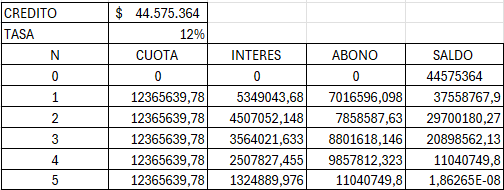 CREDITO $ 44.575.364
TASA 12%
N CUOTA INTERES ABONO SALDO
0 0 0 0 44575364
1 12365639,78 5349043,68 7016596,098 37558767,9
2 12365639,78 4507052,148 7858587,63 29700180,27
3 12365639,78 3564021,633 8801618,146 20898562,13
4 12365639,78 2507827,455 9857812,323 11040749,8
5 12365639,78 1324889,976 11040749,8 1,86265E-08